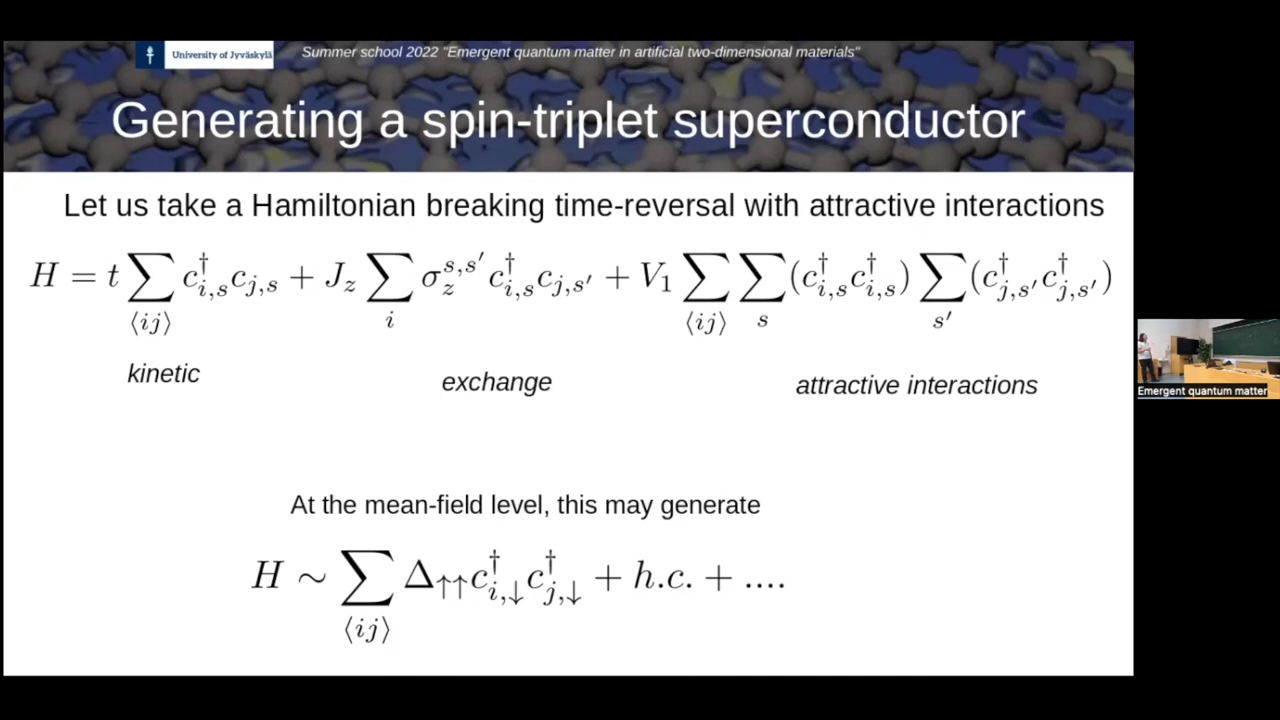 University of Jyväskylä
Summer school 2022 "Emergent quantum matter in artificial two-dimensional materials"
Generating a spin-triplet superconductor
Let us take a Hamiltonian breaking time-reversal with attractive interactions
H = t ∑_{⟨ij⟩} c†_{i,s} c_{j,s} + J_z ∑_i σ_z^{s,s'} c†_{i,s} c_{j,s'} + V_1 ∑_{⟨ij⟩} ∑_s (c†_{i,s} c†_{i,s}) ∑_{s'} (c†_{j,s'} c†_{j,s'})
kinetic
exchange
attractive interactions
Emergent quantum matter
At the mean-field level, this may generate
H ∼ ∑_{⟨ij⟩} Δ_{↑↑} c†_{i,↓} c†_{j,↓} + h.c. + ....